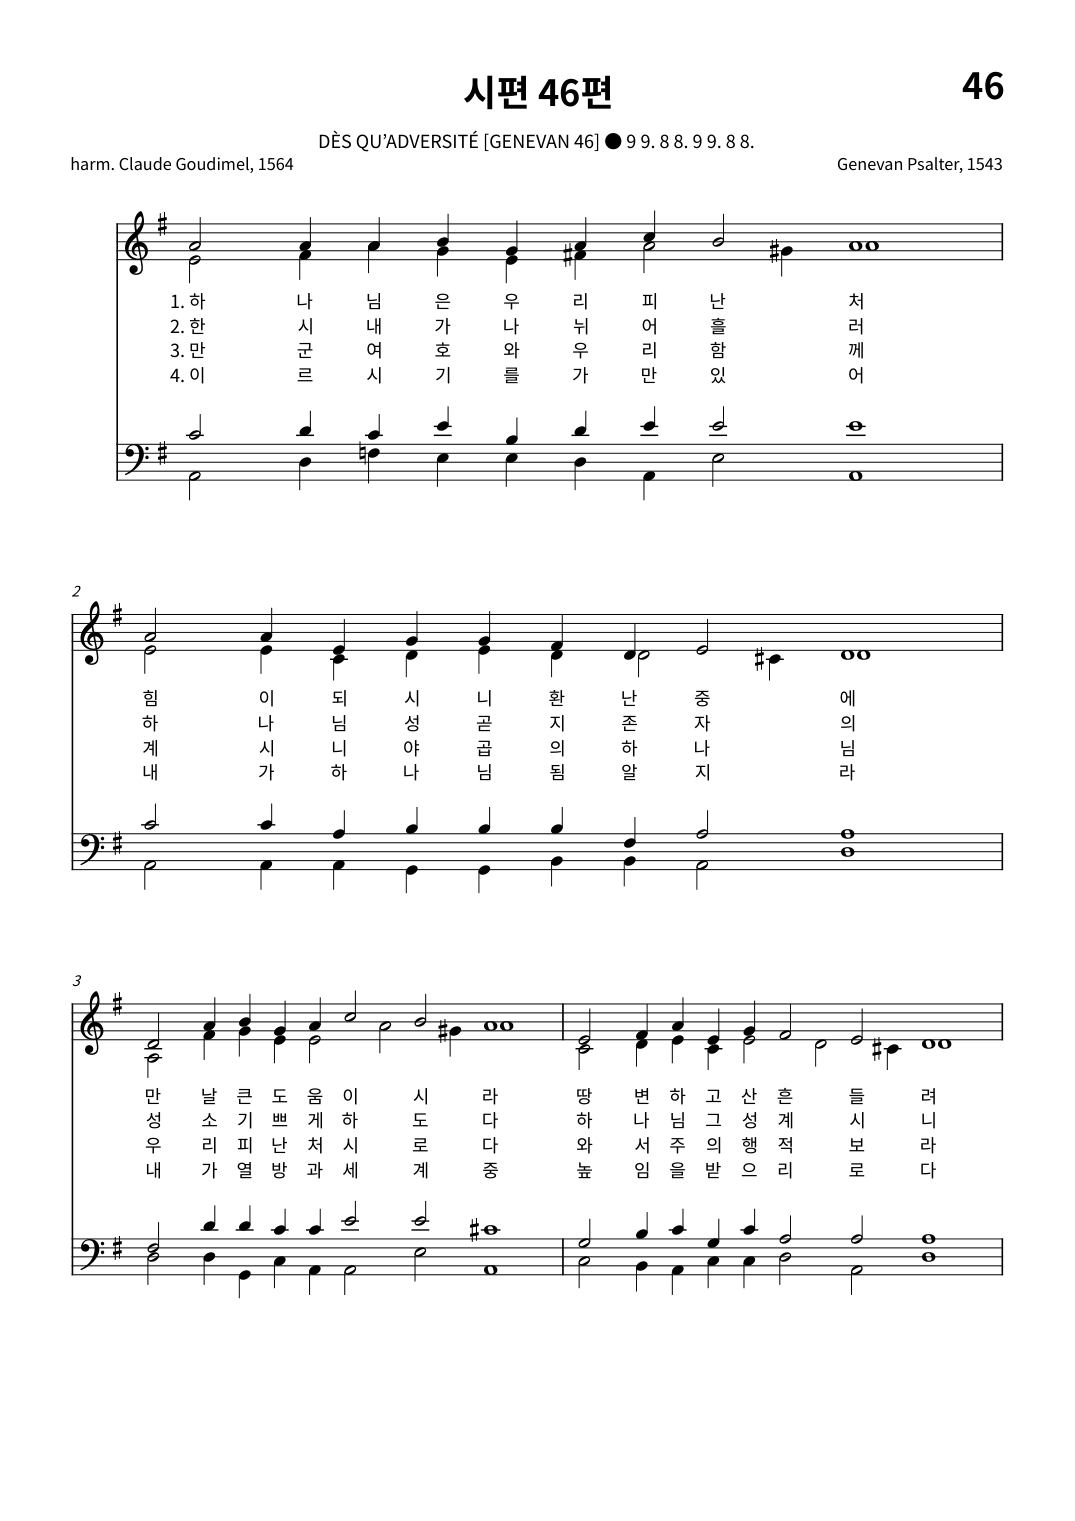 시편 46편
46
DÈS QU’ADVERSITÉ [GENEVAN 46] ● 9 9. 8 8. 9 9. 8 8.
harm. Claude Goudimel, 1564
Genevan Psalter, 1543
1. 하 나 님 은 우 리 피 난 처
2. 한 시 내 가 나 뉘 어 흘 러
3. 만 군 여 호 와 우 리 함 께
4. 이 르 시 기 를 가 만 있 어
2
힘 이 되 시 니 환 난 중 에
하 나 님 성 곧 지 존 자 의
계 시 니 야 곱 의 하 나 님
내 가 하 나 님 됨 알 지 라
3
만 날 큰 도 움 이 시 라 땅 변 하 고 산 흔 들 려
성 소 기 쁘 게 하 도 다 하 나 님 그 성 계 시 니
우 리 피 난 처 시 로 다 와 서 주 의 행 적 보 라
내 가 열 방 과 세 계 중 높 임 을 받 으 리 로 다